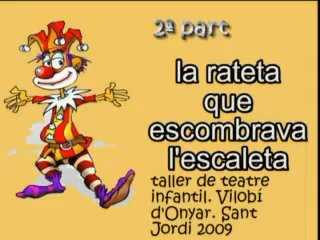 2ª part
la rateta
que
escombrava
l'escaleta
taller de teatre
infantil. Vilobí
d'Onyar. Sant
Jordi 2009